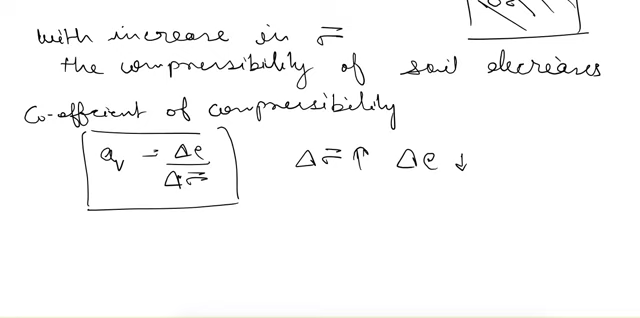 with increase in σ̅
the compressibility of soil decreases
Co-efficient of compressibility
a_v = Δe / Δσ̅    Δσ̅ ↑    Δe ↓